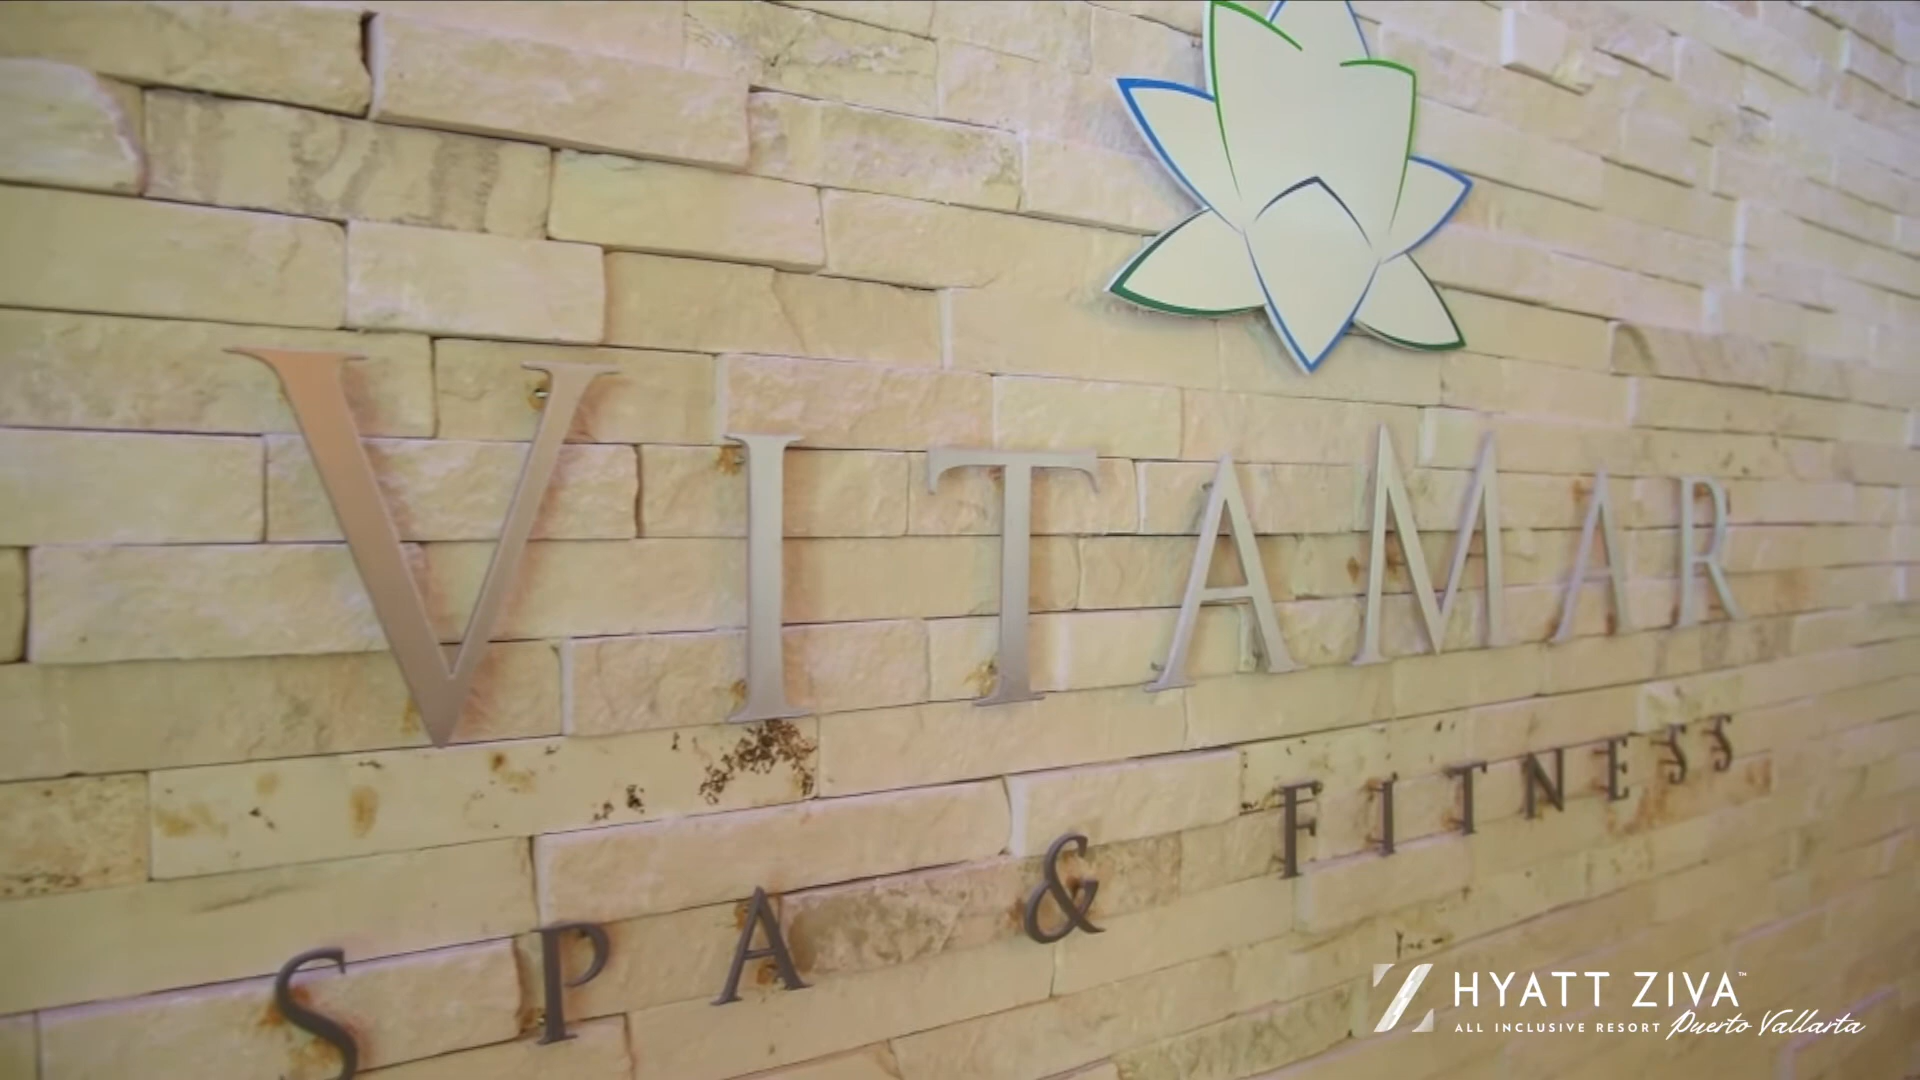 VITAMAR
SPA & FITNESS
HYATT ZIVA™
ALL INCLUSIVE RESORT Puerto Vallarta